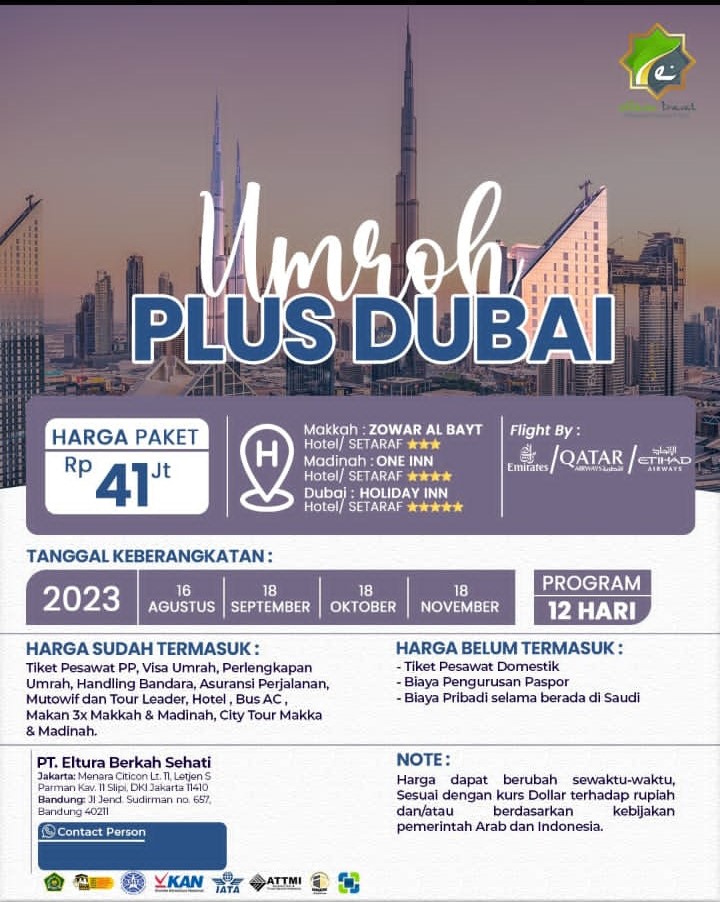 travel
Umroh
PLUS DUBAI
HARGA PAKET
Rp 41 Jt
H
Makkah : ZOWAR AL BAYT
Hotel/ SETARAF
Madinah : ONE INN
Hotel/ SETARAF
Dubai : HOLIDAY INN
Hotel/ SETARAF
Flight By :
Emirates / QATAR AIRWAYS القطرية / الإتحاد ETIHAD AIRWAYS
TANGGAL KEBERANGKATAN :
2023
16 AGUSTUS
18 SEPTEMBER
18 OKTOBER
18 NOVEMBER
PROGRAM
12 HARI
HARGA SUDAH TERMASUK :
Tiket Pesawat PP, Visa Umrah, Perlengkapan
Umrah, Handling Bandara, Asuransi Perjalanan,
Mutowif dan Tour Leader, Hotel , Bus AC ,
Makan 3x Makkah & Madinah, City Tour Makka
& Madinah.
HARGA BELUM TERMASUK :
- Tiket Pesawat Domestik
- Biaya Pengurusan Paspor
- Biaya Pribadi selama berada di Saudi
PT. Eltura Berkah Sehati
Jakarta: Menara Citicon Lt. 11, Letjen S
Parman Kav. 11 Slipi, DKI Jakarta 11410
Bandung: Jl Jend. Sudirman no. 657,
Bandung 40211
Contact Person
NOTE :
Harga dapat berubah sewaktu-waktu,
Sesuai dengan kurs Dollar terhadap rupiah
dan/atau berdasarkan kebijakan
pemerintah Arab dan Indonesia.
KAN
IATA
ATTMI